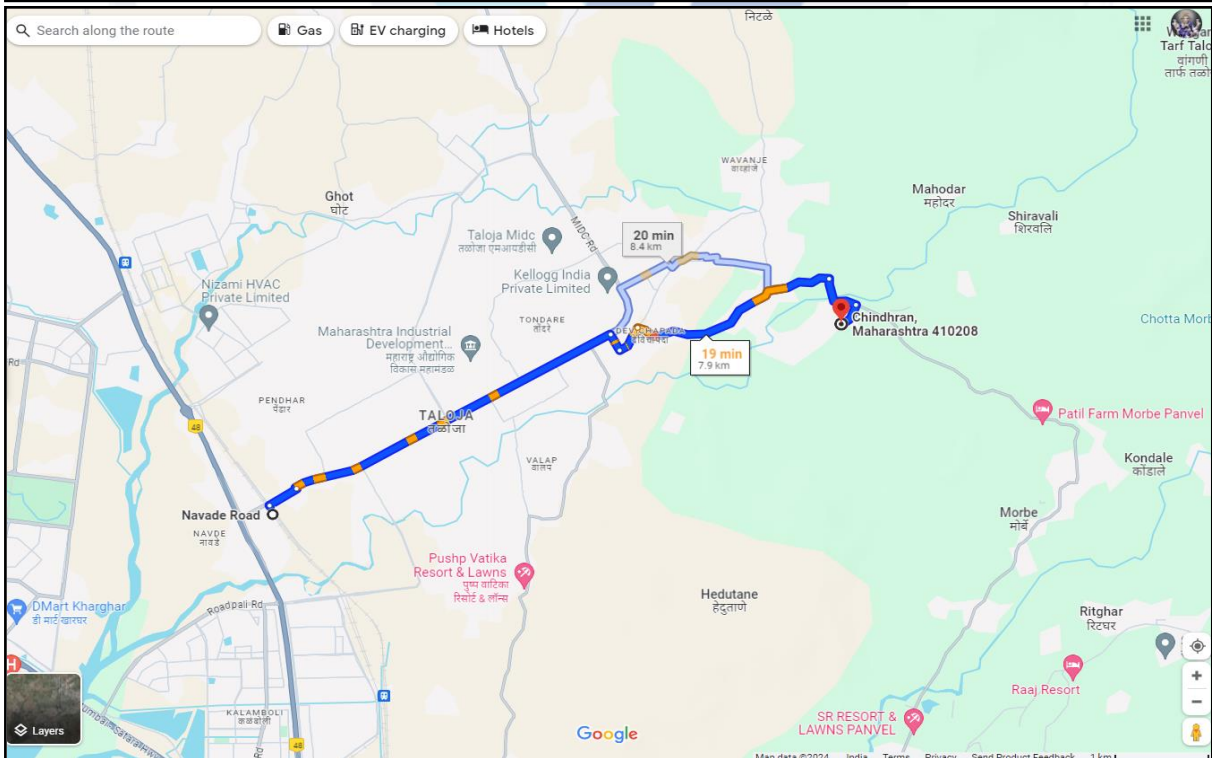 Search along the route
Gas
EV charging
Hotels
निटळे
Tarf Talo
वांगणी
तार्फ तळो
WAVANJE
वाव्हांजे
Ghot
घोट
Mahodar
महोदर
Shiravali
शिरवलि
Taloja Midc
तळोजा एमआयडीसी
MIDC Rd
20 min
8.4 km
Nizami HVAC
Private Limited
Kellogg India
Private Limited
Chindhran,
Maharashtra 410208
Chotta Morb
TONDARE
तोंदरे
Maharashtra Industrial
Development...
महाराष्ट्र औद्योगिक
विकास महामंडळ
19 min
7.9 km
Rd
PENDHAR
पेंढार
48
TALOJA
तळोजा
Patil Farm Morbe Panvel
VALAP
वालप
Kondale
कोंडाले
Navade Road
NAVDE
नावडे
Morbe
मोर्बे
Pushp Vatika
Resort & Lawns
पुष्प वाटिका
रिसोर्ट & लॉन्स
Hedutane
हेदुताणे
DMart Kharghar
डी मार्ट खारघर
Roadpali Rd
Ritghar
रिटघर
H
Raaj Resort
Layers
KALAMBOLI
कळंबोली
48
Rd
Google
SR RESORT &
LAWNS PANVEL
Map data ©2024 India Terms Privacy Send Product Feedback 1 km